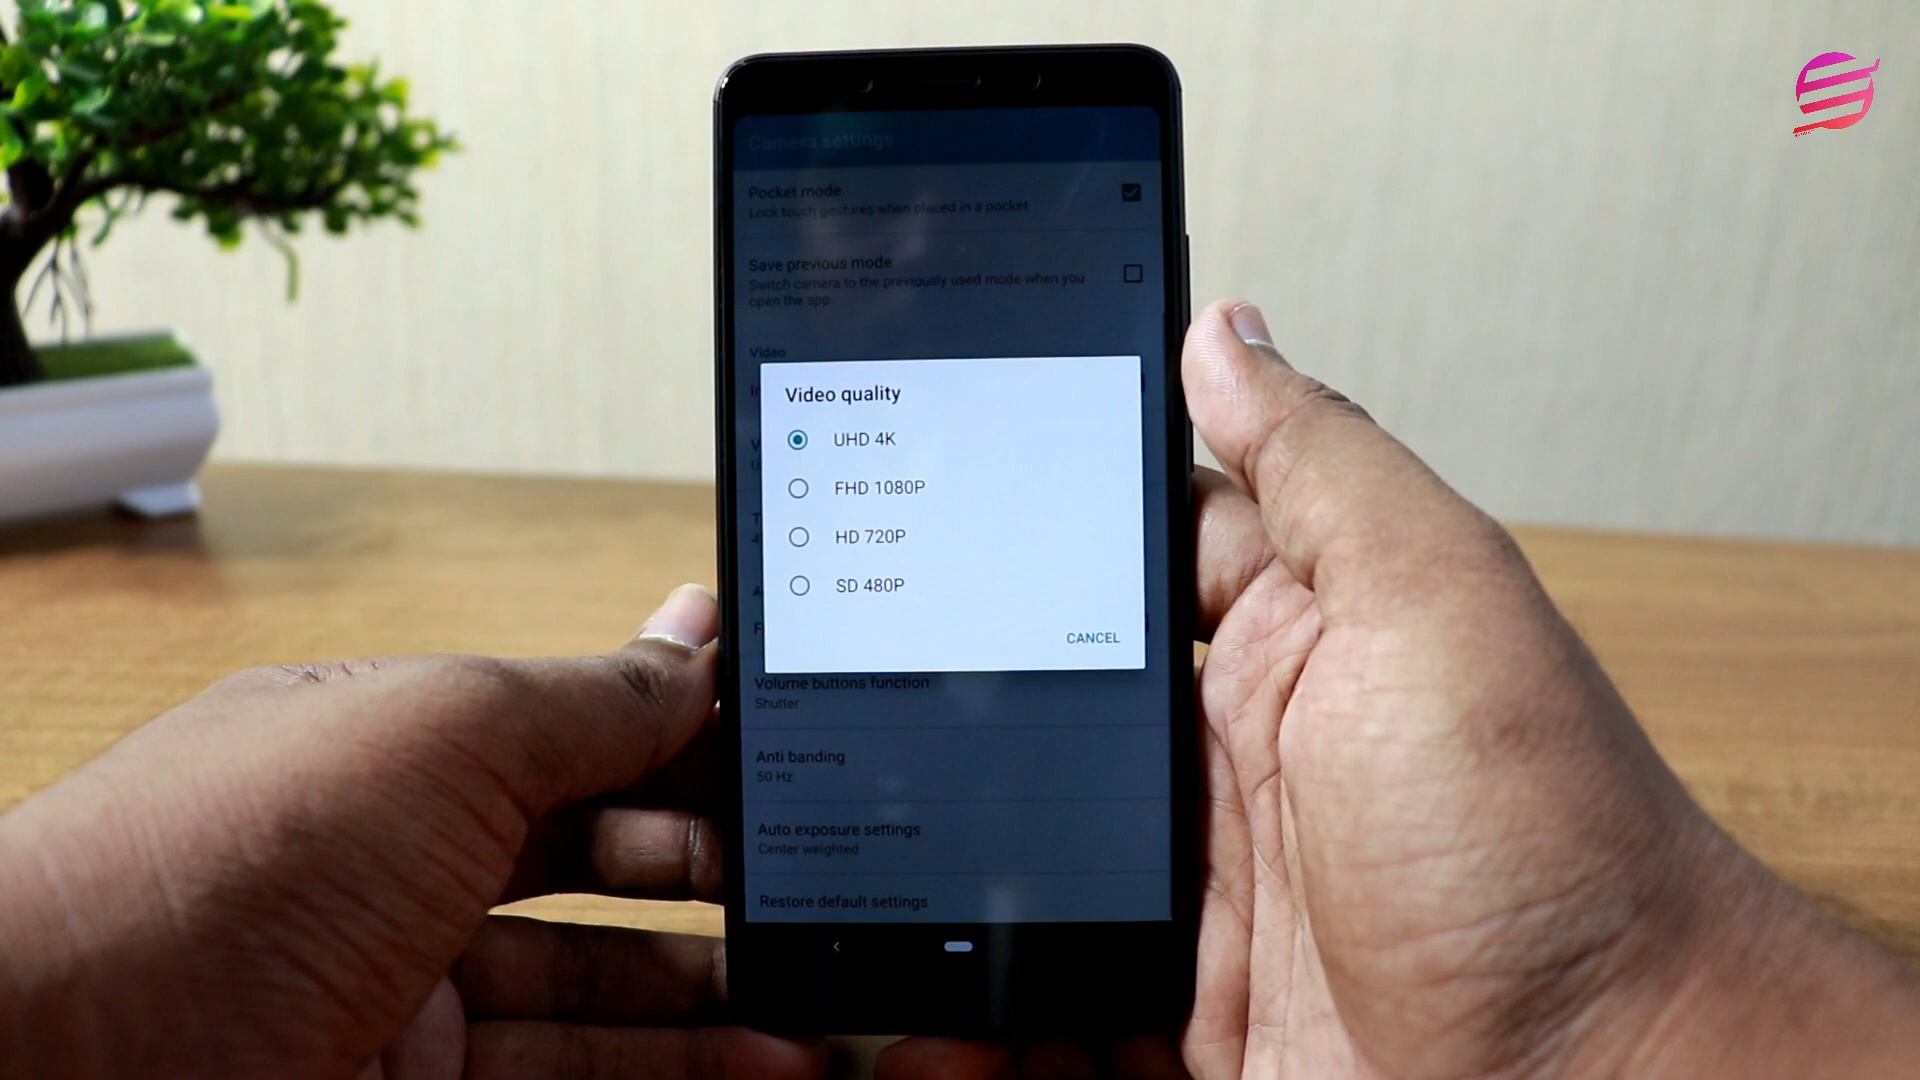 Camera settings
Pocket mode
Lock touch gestures when placed in a pocket
Save previous mode
Switch camera to the previously used mode when you
open the app
Video
Video quality
UHD 4K
FHD 1080P
HD 720P
SD 480P
CANCEL
Volume buttons function
Shutter
Anti banding
50 Hz
Auto exposure settings
Center weighted
Restore default settings